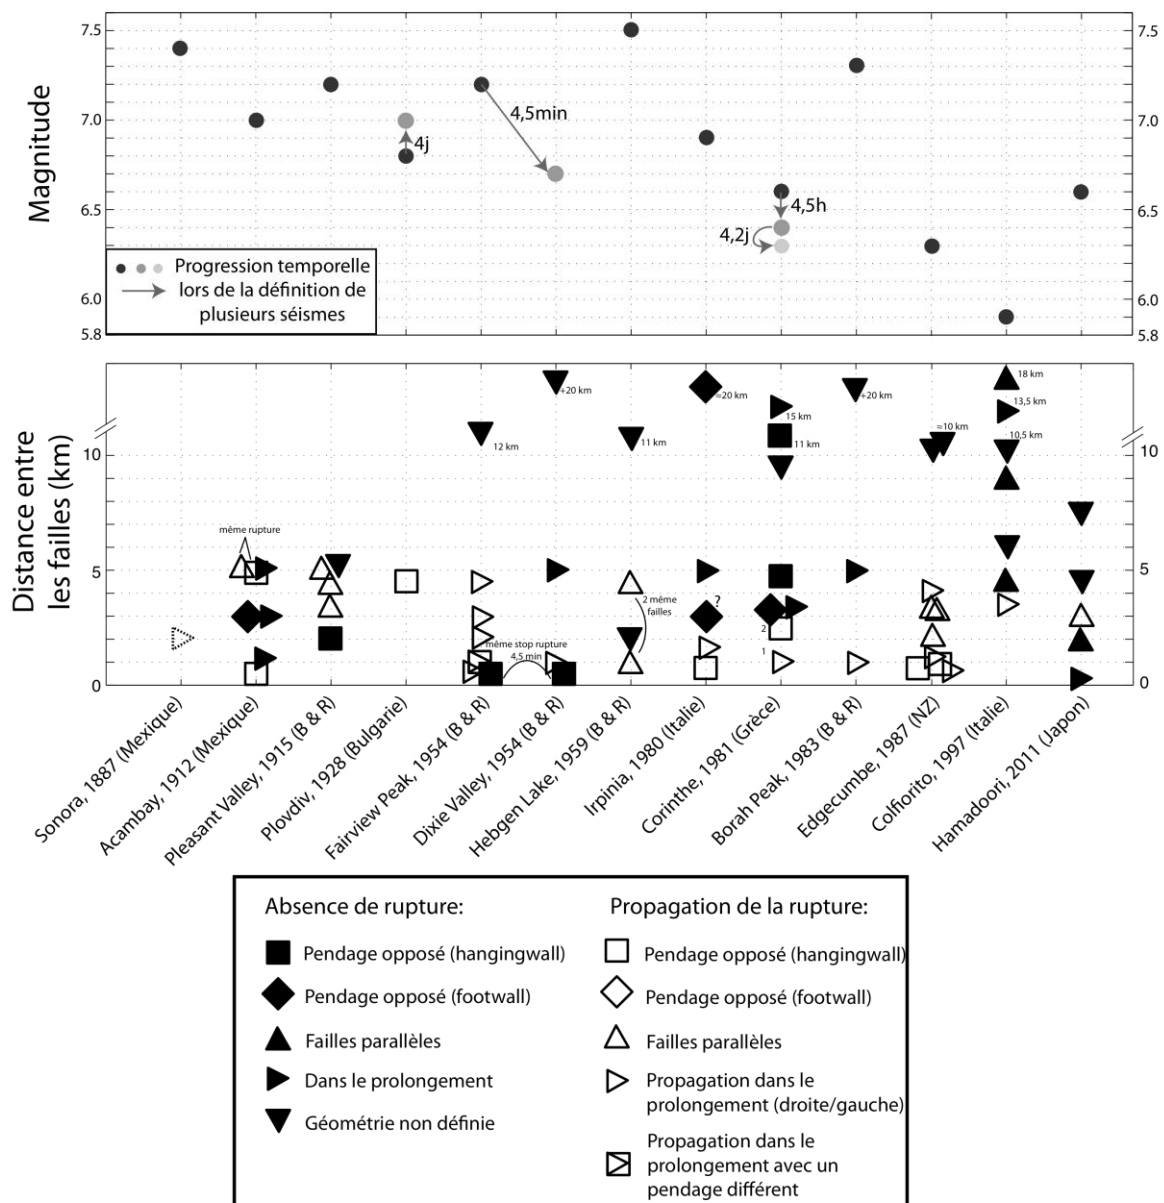 Magnitude
7.5
7.0
6.5
6.0
5.8
7.5
7.0
6.5
6.0
5.8
4j
4,5min
4,5h
4,2j
Progression temporelle
lors de la définition de
plusieurs séismes
Distance entre
les failles (km)
10
5
0
10
5
0
même rupture
12 km
+20 km
11 km
≈20 km
15 km
11 km
+20 km
≈10 km
18 km
13,5 km
10,5 km
2 même
failles
?
2
1
même stop rupture
4,5 min
Sonora, 1887 (Mexique)
Acambay, 1912 (Mexique)
Pleasant Valley, 1915 (B & R)
Plovdiv, 1928 (Bulgarie)
Fairview Peak, 1954 (B & R)
Dixie Valley, 1954 (B & R)
Hebgen Lake, 1959 (B & R)
Irpinia, 1980 (Italie)
Corinthe, 1981 (Grèce)
Borah Peak, 1983 (B & R)
Edgecumbe, 1987 (NZ)
Colfiorito, 1997 (Italie)
Hamadoori, 2011 (Japon)
Absence de rupture:
Pendage opposé (hangingwall)
Pendage opposé (footwall)
Failles parallèles
Dans le prolongement
Géométrie non définie
Propagation de la rupture:
Pendage opposé (hangingwall)
Pendage opposé (footwall)
Failles parallèles
Propagation dans le
prolongement (droite/gauche)
Propagation dans le
prolongement avec un
pendage différent